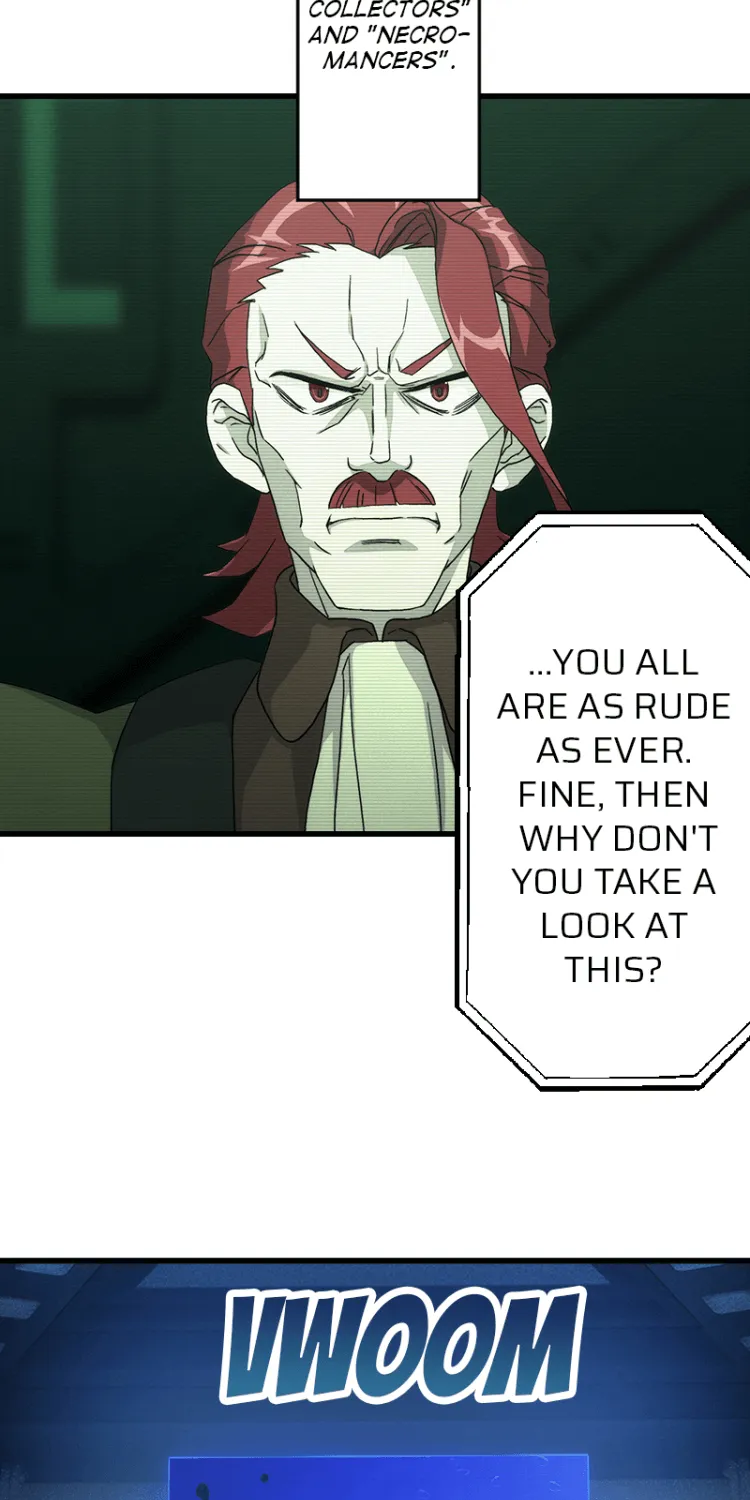 COLLECTORS"
AND "NECRO-
MANCERS".
...YOU ALL
ARE AS RUDE
AS EVER.
FINE, THEN
WHY DON'T
YOU TAKE A
LOOK AT
THIS?
VWOOM